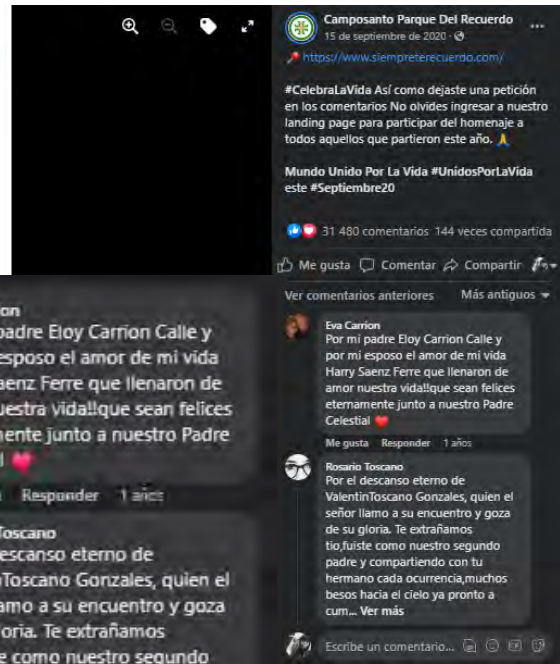 Camposanto Parque Del Recuerdo
15 de septiembre de 2020 ·
https://www.siempreterecuerdo.com/
#CelebraLaVida Así como dejaste una petición
en los comentarios No olvides ingresar a nuestro
landing page para participar del homenaje a
todos aquellos que partieron este año.
Mundo Unido Por La Vida #UnidosPorLaVida
este #Septiembre20
31 480 comentarios 144 veces compartida
Me gusta Comentar Compartir
Ver comentarios anteriores Más antiguos
Eva Carrion
Por mi padre Eloy Carrion Calle y
por mi esposo el amor de mi vida
Harry Saenz Ferre que llenaron de
amor nuestra vida!!que sean felices
eternamente junto a nuestro Padre
Celestial
Me gusta Responder 1 años
Rosario Toscano
Por el descanso eterno de
ValentinToscano Gonzales, quien el
señor llamo a su encuentro y goza
de su gloria. Te extrañamos
tio,fuiste como nuestro segundo
padre y compartiendo con tu
hermano cada ocurrencia,muchos
besos hacia el cielo ya pronto a
cum... Ver más
Escribe un comentario...
padre Eloy Carrion Calle y
esposo el amor de mi vida
aenz Ferre que llenaron de
uestra vida!!que sean felices
nente junto a nuestro Padre
Responder 1 años
Toscano
escanso eterno de
Toscano Gonzales, quien el
amo a su encuentro y goza
oria. Te extrañamos
e como nuestro segundo